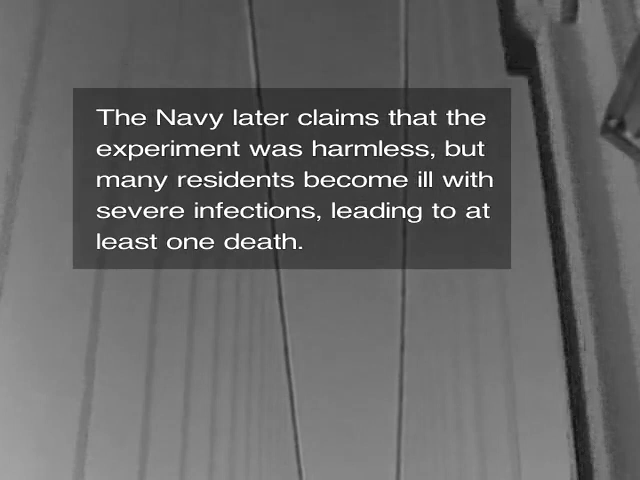 The Navy later claims that the
experiment was harmless, but
many residents become ill with
severe infections, leading to at
least one death.